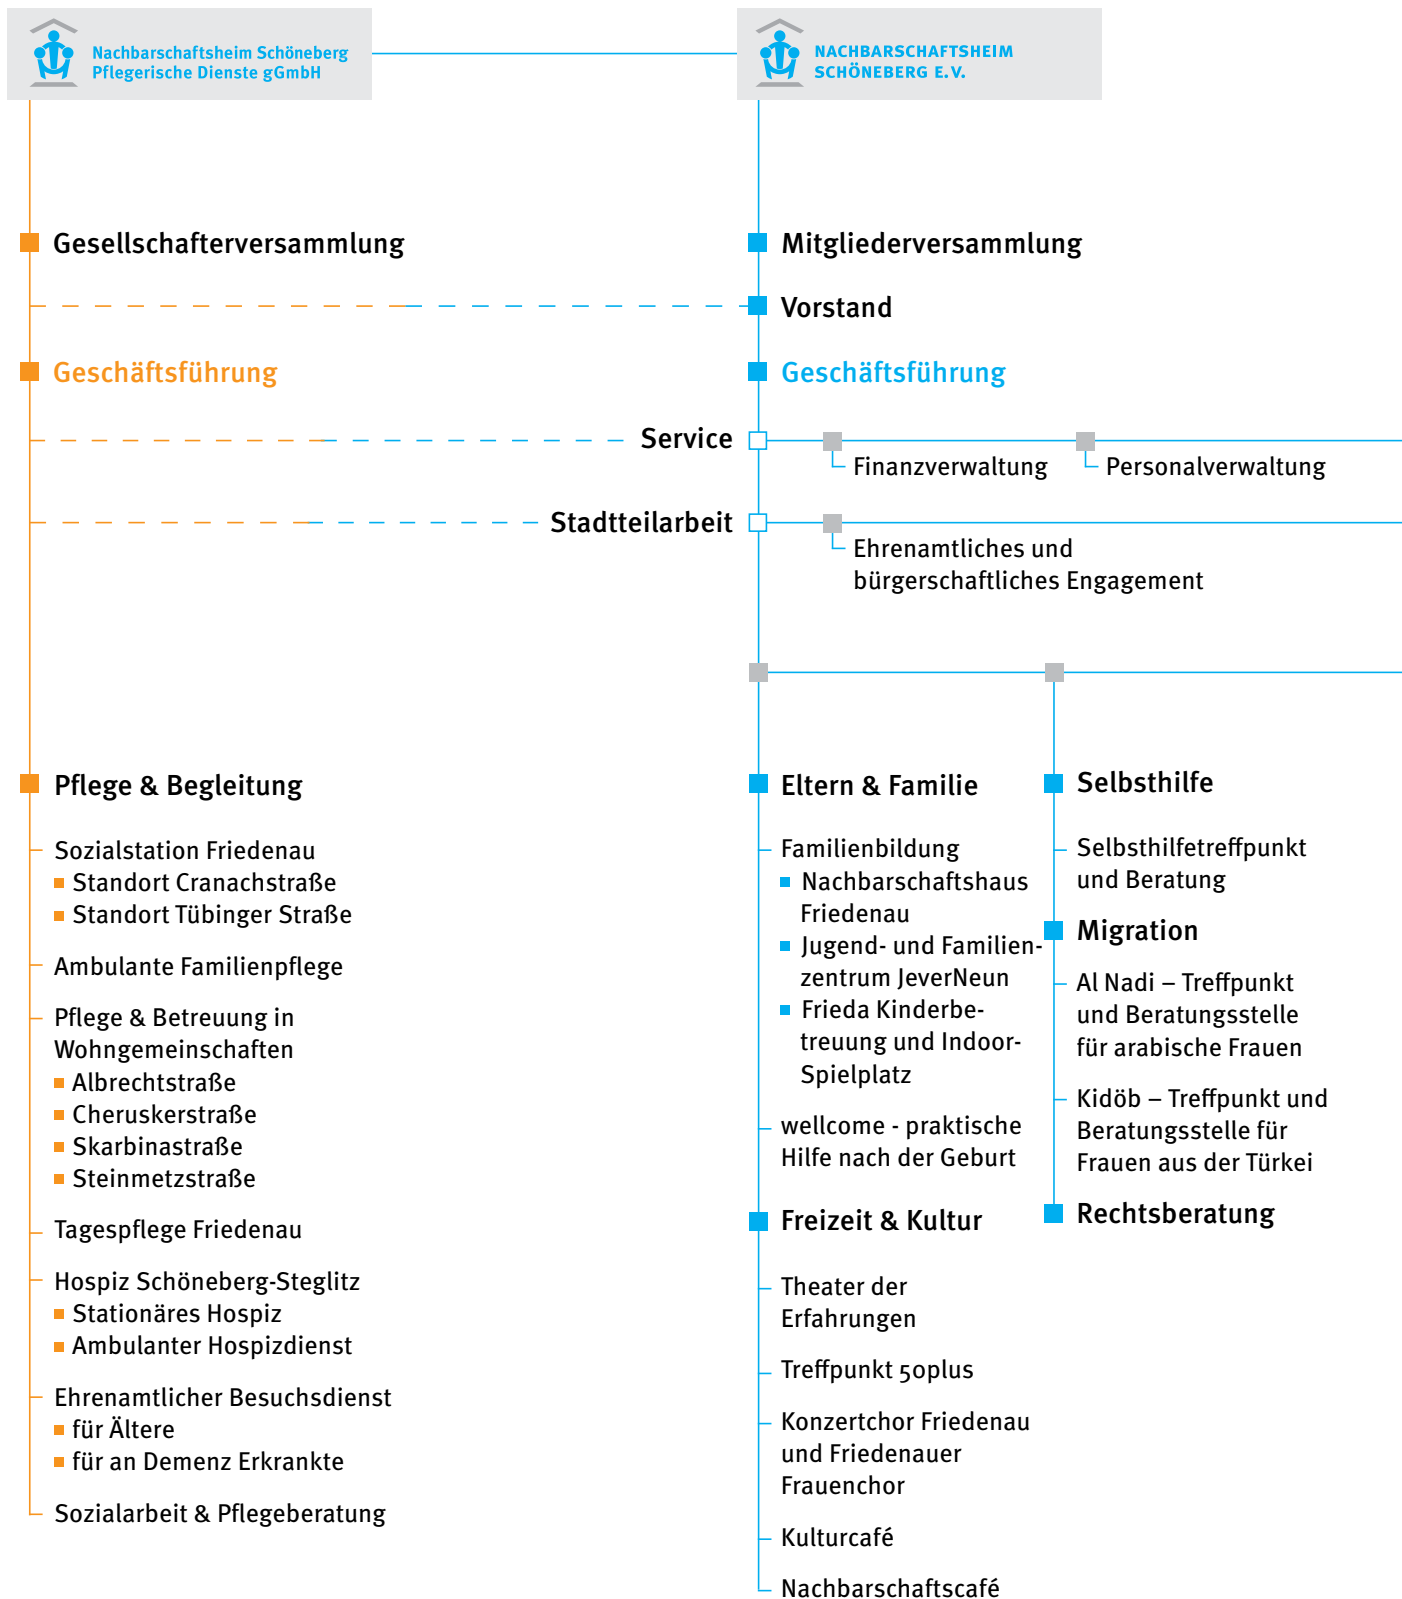 Nachbarschaftsheim Schöneberg
Pflegerische Dienste gGmbH
NACHBARSCHAFTSHEIM
SCHÖNEBERG E.V.
Gesellschafterversammlung
Mitgliederversammlung
Vorstand
Geschäftsführung
Geschäftsführung
Service
Finanzverwaltung
Personalverwaltung
Stadtteilarbeit
Ehrenamtliches und
bürgerschaftliches Engagement
Pflege & Begleitung
Sozialstation Friedenau
Standort Cranachstraße
Standort Tübinger Straße
Ambulante Familienpflege
Pflege & Betreuung in
Wohngemeinschaften
Albrechtstraße
Cheruskerstraße
Skarbinastraße
Steinmetzstraße
Tagespflege Friedenau
Hospiz Schöneberg-Steglitz
Stationäres Hospiz
Ambulanter Hospizdienst
Ehrenamtlicher Besuchsdienst
für Ältere
für an Demenz Erkrankte
Sozialarbeit & Pflegeberatung
Eltern & Familie
Familienbildung
Nachbarschaftshaus
Friedenau
Jugend- und Familien-
zentrum JeverNeun
Frieda Kinderbe-
treuung und Indoor-
Spielplatz
wellcome - praktische
Hilfe nach der Geburt
Freizeit & Kultur
Theater der
Erfahrungen
Treffpunkt 50plus
Konzertchor Friedenau
und Friedenauer
Frauenchor
Kulturcafé
Nachbarschaftscafé
Selbsthilfe
Selbsthilfetreffpunkt
und Beratung
Migration
Al Nadi – Treffpunkt
und Beratungsstelle
für arabische Frauen
Kidöb – Treffpunkt und
Beratungsstelle für
Frauen aus der Türkei
Rechtsberatung